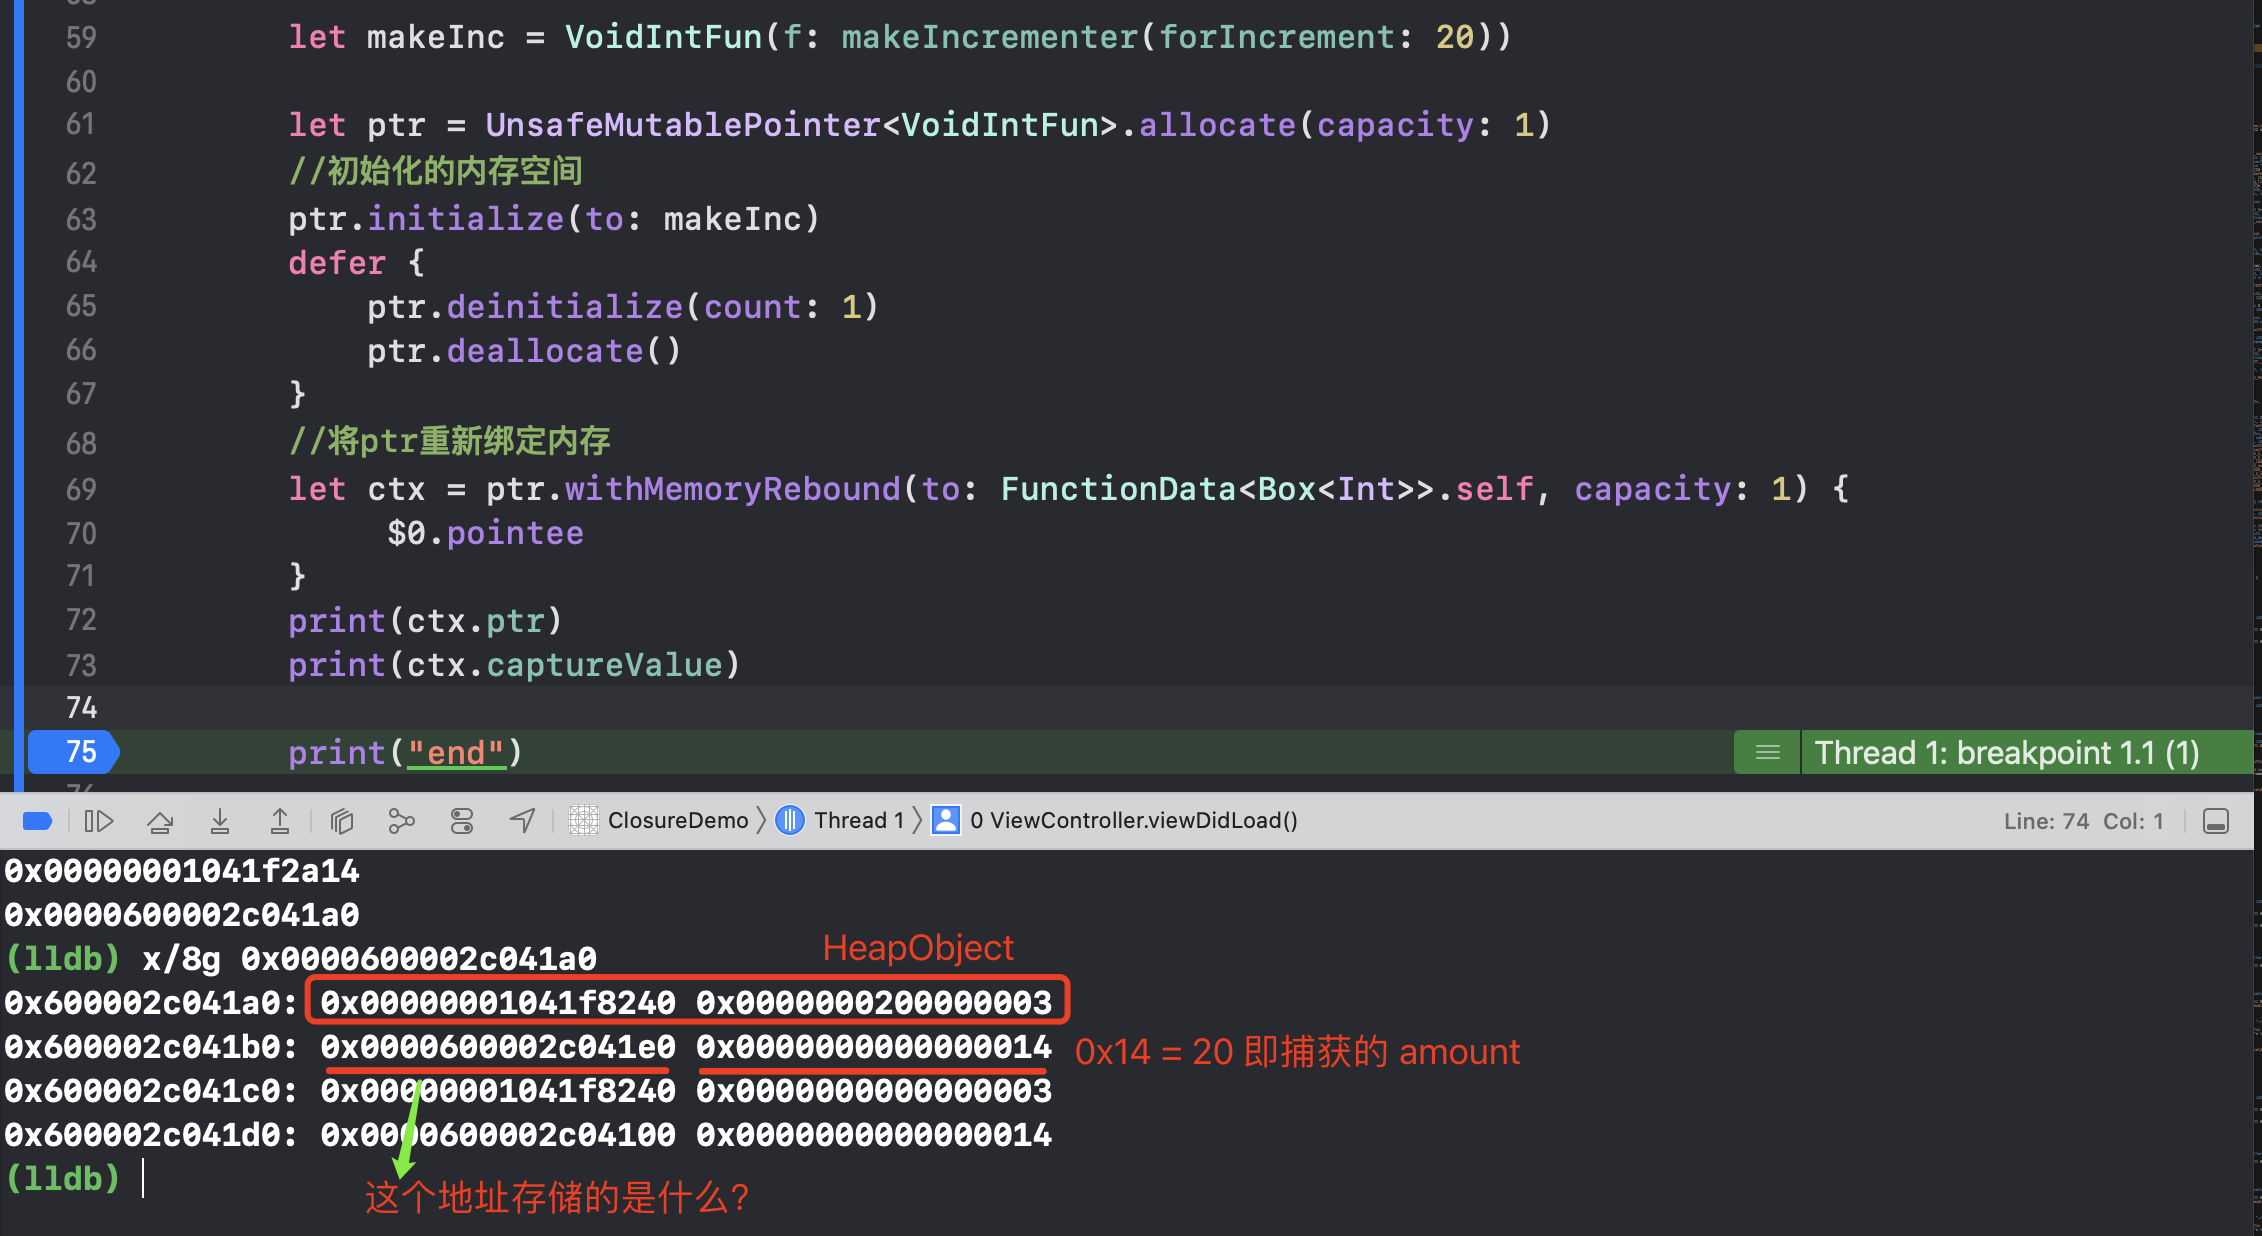 59 let makeInc = VoidIntFun(f: makeIncrementer(forIncrement: 20))
60
61 let ptr = UnsafeMutablePointer<VoidIntFun>.allocate(capacity: 1)
62 //初始化的内存空间
63 ptr.initialize(to: makeInc)
64 defer {
65 ptr.deinitialize(count: 1)
66 ptr.deallocate()
67 }
68 //将ptr重新绑定内存
69 let ctx = ptr.withMemoryRebound(to: FunctionData<Box<Int>>.self, capacity: 1) {
70 $0.pointee
71 }
72 print(ctx.ptr)
73 print(ctx.captureValue)
74
75 print("end") Thread 1: breakpoint 1.1 (1)
ClosureDemo Thread 1 0 ViewController.viewDidLoad() Line: 74 Col: 1
0x00000001041f2a14
0x0000600002c041a0
(lldb) x/8g 0x0000600002c041a0
HeapObject
0x600002c041a0: 0x00000001041f8240 0x0000000200000003
0x600002c041b0: 0x0000600002c041e0 0x0000000000000014 0x14 = 20 即捕获的 amount
0x600002c041c0: 0x00000001041f8240 0x0000000000000003
0x600002c041d0: 0x0000600002c04100 0x0000000000000014
(lldb)
这个地址存储的是什么?